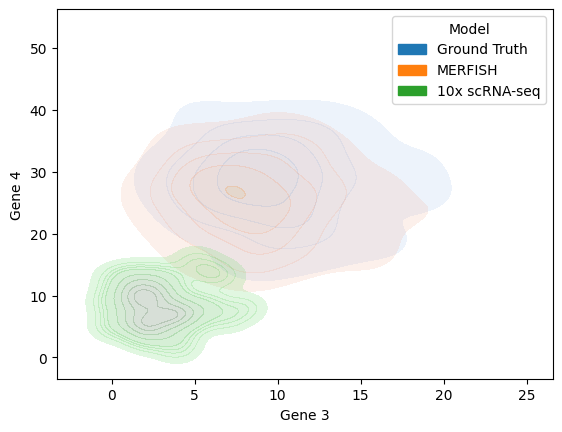 Model
Ground Truth
MERFISH
10x scRNA-seq
Gene 4
50
40
30
20
10
0
0 5 10 15 20 25
Gene 3